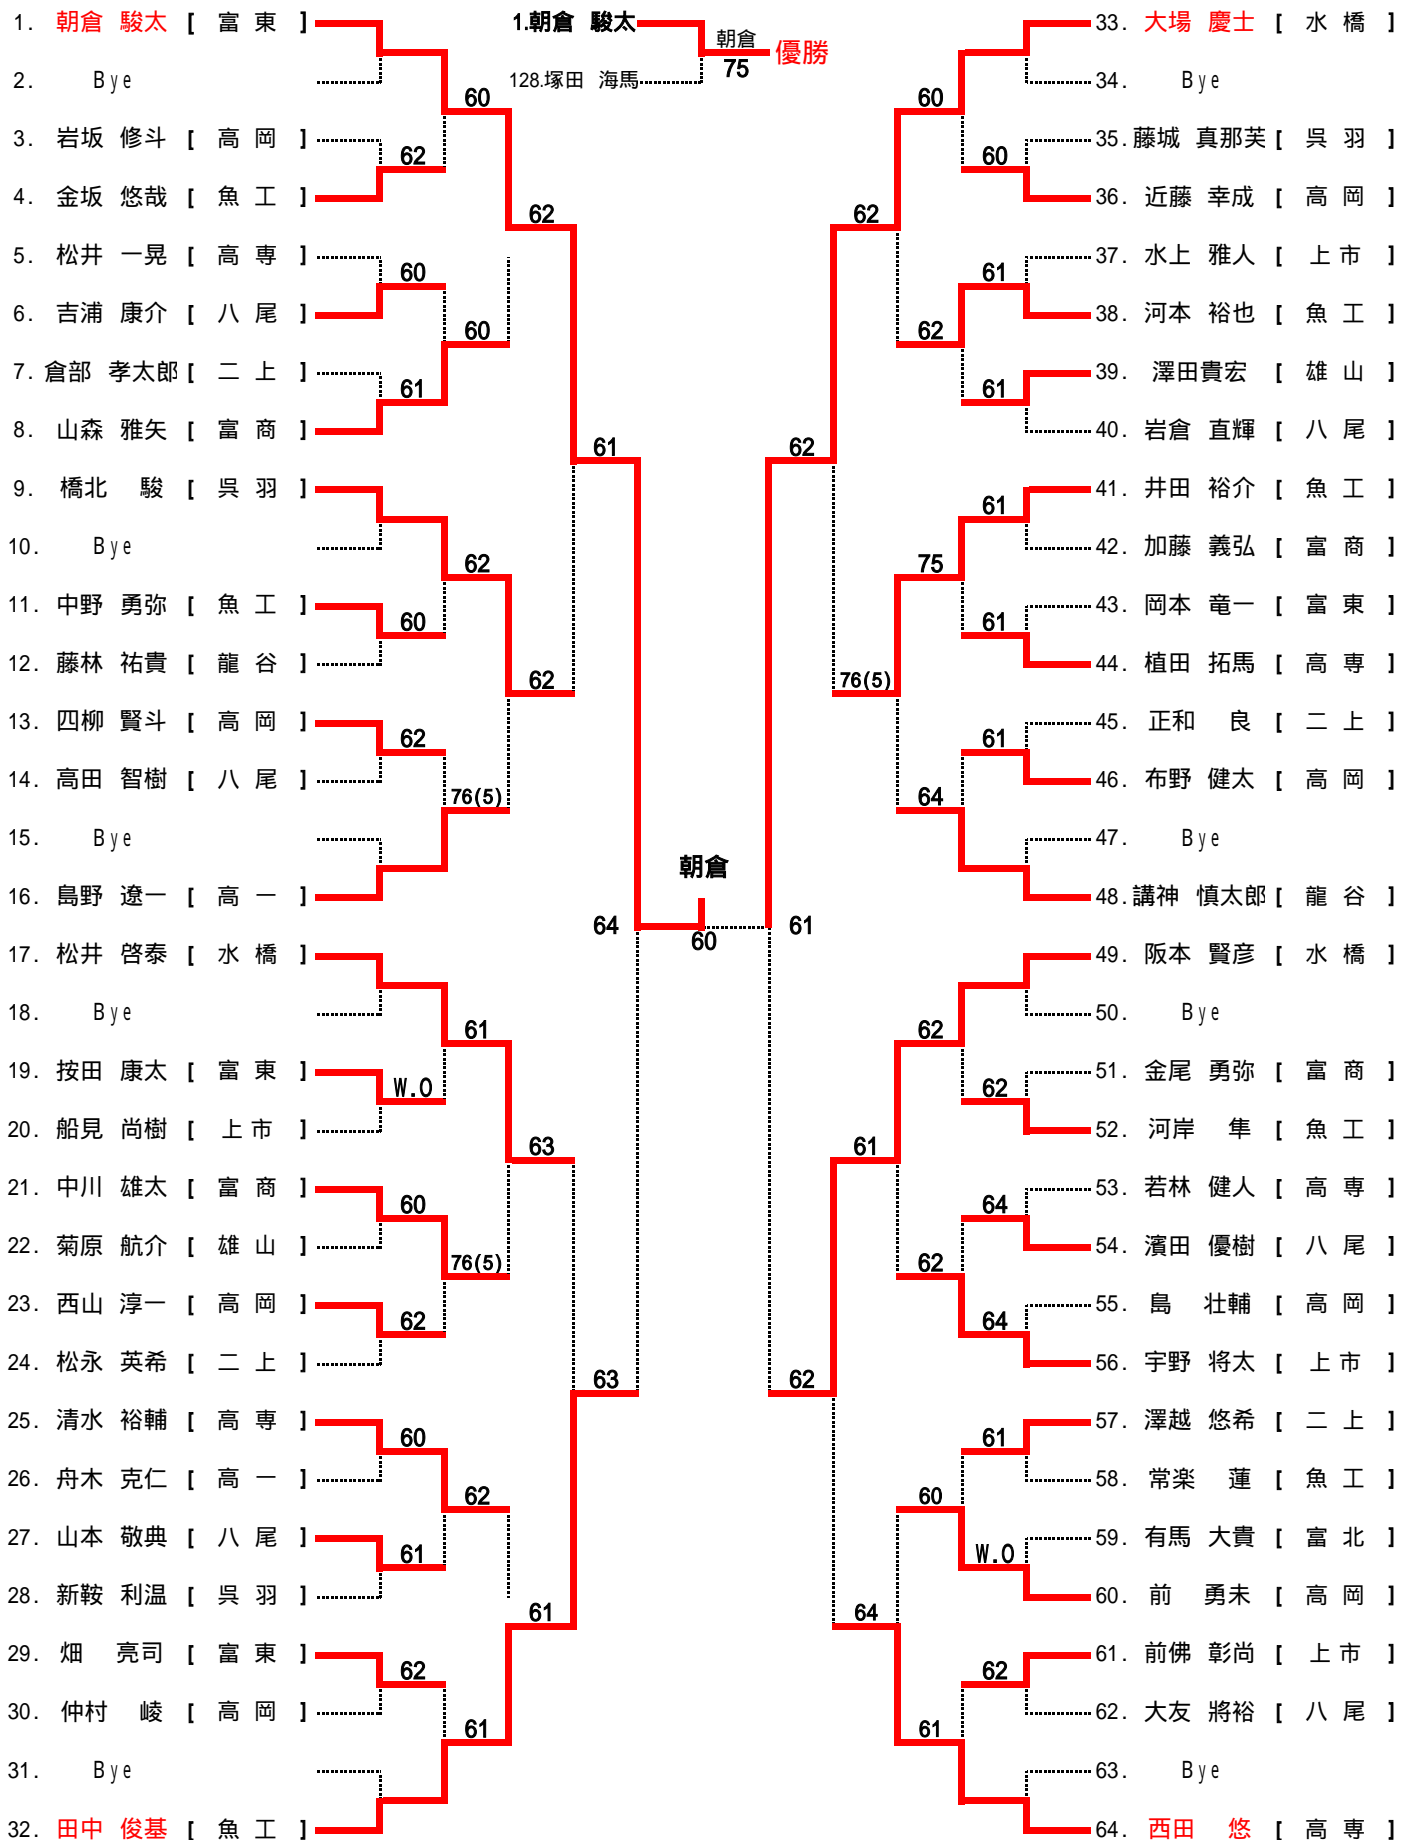 1.朝倉 駿太
128.塚田 海馬
朝倉
75
優勝
1. 朝倉 駿太 [ 富 東 ]
2. Bye
3. 岩坂 修斗 [ 高 岡 ]
4. 金坂 悠哉 [ 魚 工 ]
5. 松井 一晃 [ 高 専 ]
6. 吉浦 康介 [ 八 尾 ]
7. 倉部 孝太郎 [ 二 上 ]
8. 山森 雅矢 [ 富 商 ]
9. 橋北 駿 [ 呉 羽 ]
10. Bye
11. 中野 勇弥 [ 魚 工 ]
12. 藤林 祐貴 [ 龍 谷 ]
13. 四柳 賢斗 [ 高 岡 ]
14. 高田 智樹 [ 八 尾 ]
15. Bye
16. 島野 遼一 [ 高 一 ]
17. 松井 啓泰 [ 水 橋 ]
18. Bye
19. 按田 康太 [ 富 東 ]
20. 船見 尚樹 [ 上 市 ]
21. 中川 雄太 [ 富 商 ]
22. 菊原 航介 [ 雄 山 ]
23. 西山 淳一 [ 高 岡 ]
24. 松永 英希 [ 二 上 ]
25. 清水 裕輔 [ 高 専 ]
26. 舟木 克仁 [ 高 一 ]
27. 山本 敬典 [ 八 尾 ]
28. 新鞍 利温 [ 呉 羽 ]
29. 畑 亮司 [ 富 東 ]
30. 仲村 崚 [ 高 岡 ]
31. Bye
32. 田中 俊基 [ 魚 工 ]
62
60
61
60
62
W.O
60
62
60
61
62
60
60
62
76(5)
61
76(5)
62
61
62
62
63
61
61
63
64
朝倉
60
61
62
62
62
76(5)
61
64
60
62
75
64
62
62
60
61
60
61
61
61
61
61
62
64
64
61
W.O
62
33. 大場 慶士 [ 水 橋 ]
34. Bye
35. 藤城 真那芙 [ 呉 羽 ]
36. 近藤 幸成 [ 高 岡 ]
37. 水上 雅人 [ 上 市 ]
38. 河本 裕也 [ 魚 工 ]
39. 澤田貴宏 [ 雄 山 ]
40. 岩倉 直輝 [ 八 尾 ]
41. 井田 裕介 [ 魚 工 ]
42. 加藤 義弘 [ 富 商 ]
43. 岡本 竜一 [ 富 東 ]
44. 植田 拓馬 [ 高 専 ]
45. 正和 良 [ 二 上 ]
46. 布野 健太 [ 高 岡 ]
47. Bye
48. 講神 慎太郎 [ 龍 谷 ]
49. 阪本 賢彦 [ 水 橋 ]
50. Bye
51. 金尾 勇弥 [ 富 商 ]
52. 河岸 隼 [ 魚 工 ]
53. 若林 健人 [ 高 専 ]
54. 濱田 優樹 [ 八 尾 ]
55. 島 壮輔 [ 高 岡 ]
56. 宇野 将太 [ 上 市 ]
57. 澤越 悠希 [ 二 上 ]
58. 常楽 蓮 [ 魚 工 ]
59. 有馬 大貴 [ 富 北 ]
60. 前 勇未 [ 高 岡 ]
61. 前佛 彰尚 [ 上 市 ]
62. 大友 將裕 [ 八 尾 ]
63. Bye
64. 西田 悠 [ 高 専 ]